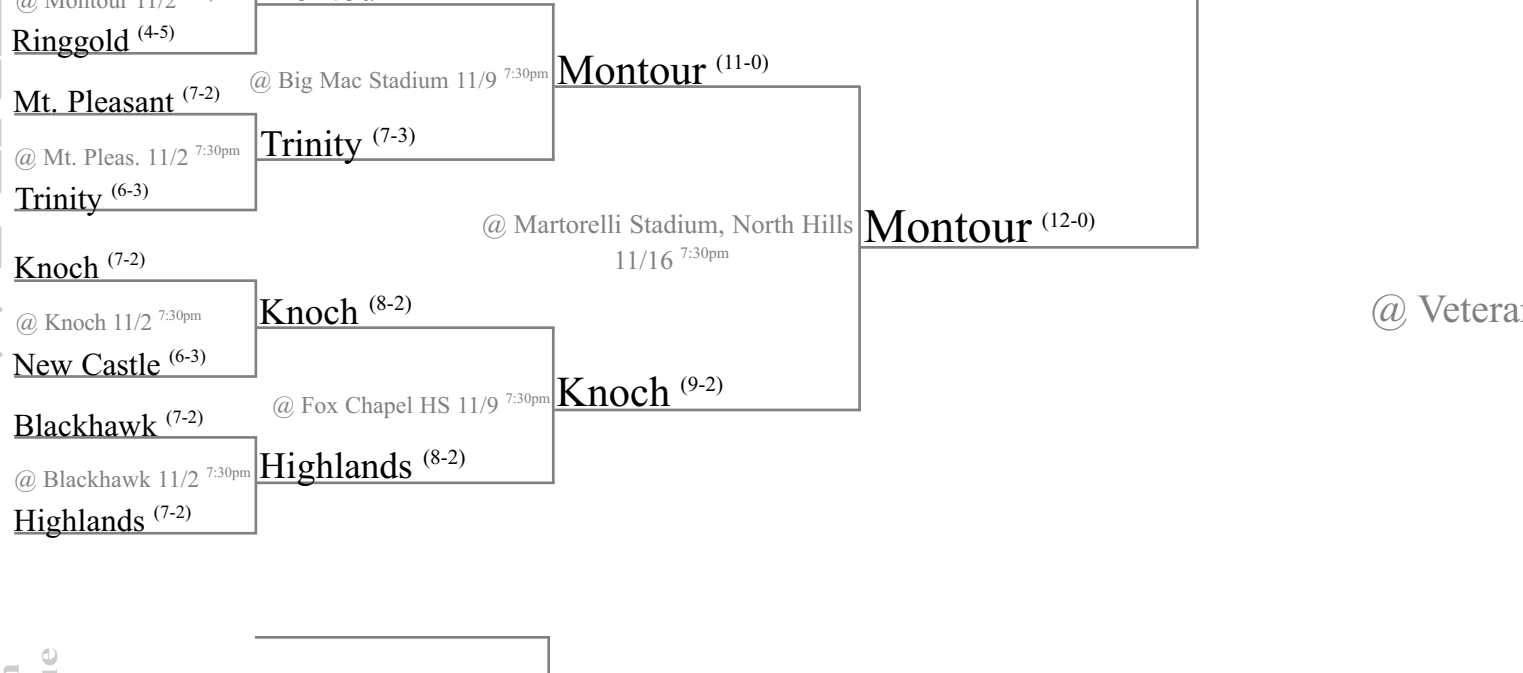 @ Montour 11/2
Ringgold (4-5)
@ Big Mac Stadium 11/9 7:30pm
Montour (11-0)
Mt. Pleasant (7-2)
@ Mt. Pleas. 11/2 7:30pm
Trinity (7-3)
Trinity (6-3)
@ Martorelli Stadium, North Hills
11/16 7:30pm
Montour (12-0)
Knoch (7-2)
@ Knoch 11/2 7:30pm
Knoch (8-2)
New Castle (6-3)
@ Fox Chapel HS 11/9 7:30pm
Knoch (9-2)
Blackhawk (7-2)
@ Blackhawk 11/2 7:30pm
Highlands (8-2)
Highlands (7-2)
@